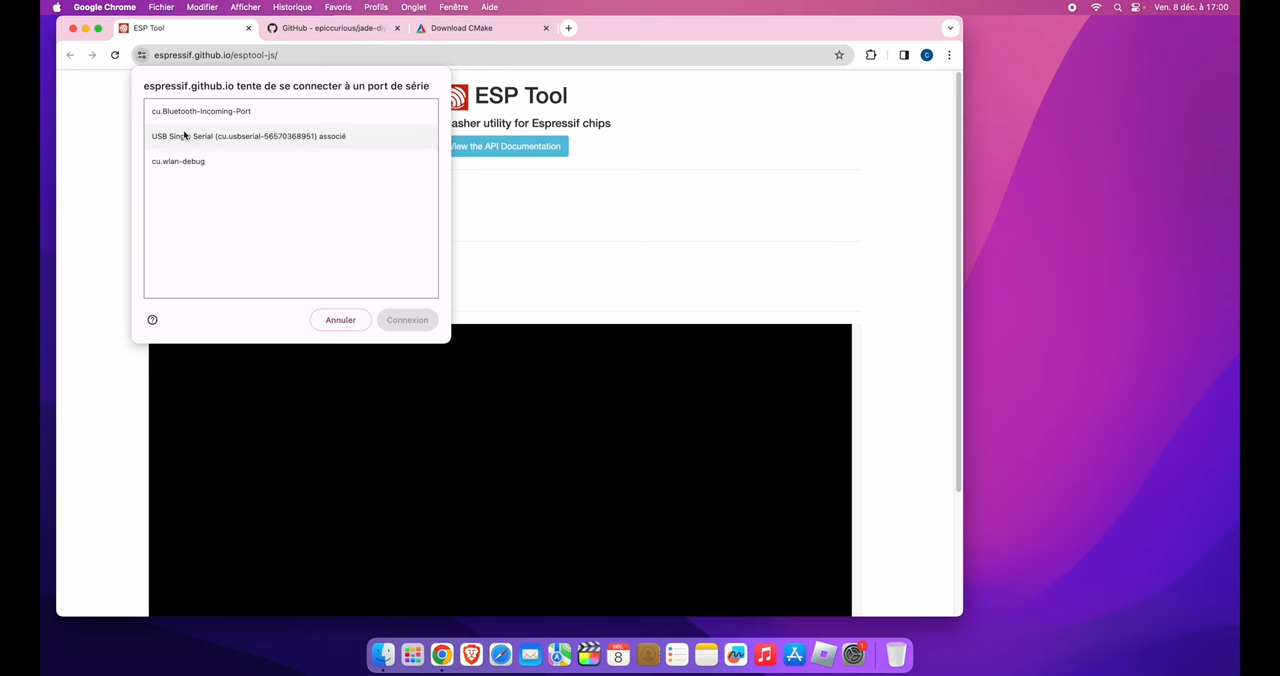 Google Chrome Fichier Modifier Afficher Historique Favoris Profils Onglet Fenêtre Aide Ven. 8 déc. à 17:00
ESP Tool GitHub - epiccurious/jade-di Download CMake
espressif.github.io/esptool-js/
espressif.github.io tente de se connecter à un port de série
cu.Bluetooth-Incoming-Port
USB Single Serial (cu.usbserial-56570368951) associé
cu.wlan-debug
Annuler Connexion
ESP Tool
asher utility for Espressif chips
View the API Documentation
DÉC.
8
1
C